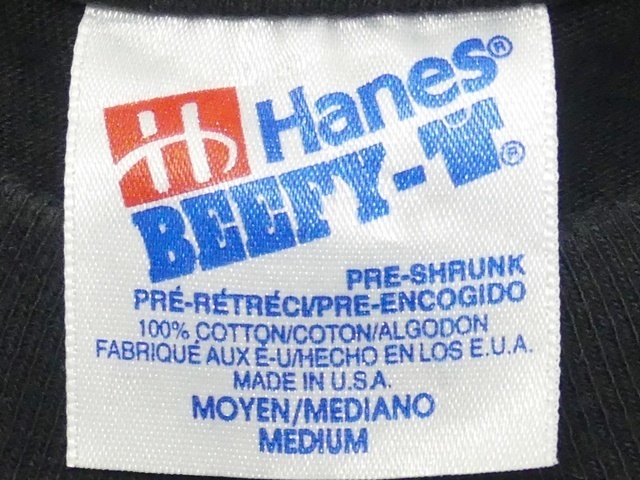 H Hanes®
BEEFY-T®
PRE-SHRUNK
PRÉ-RÉTRÉCI/PRE-ENCOGIDO
100% COTTON/COTON/ALGODON
FABRIQUÉ AUX É-U/HECHO EN LOS E.U.A.
MADE IN U.S.A.
MOYEN/MEDIANO
MEDIUM